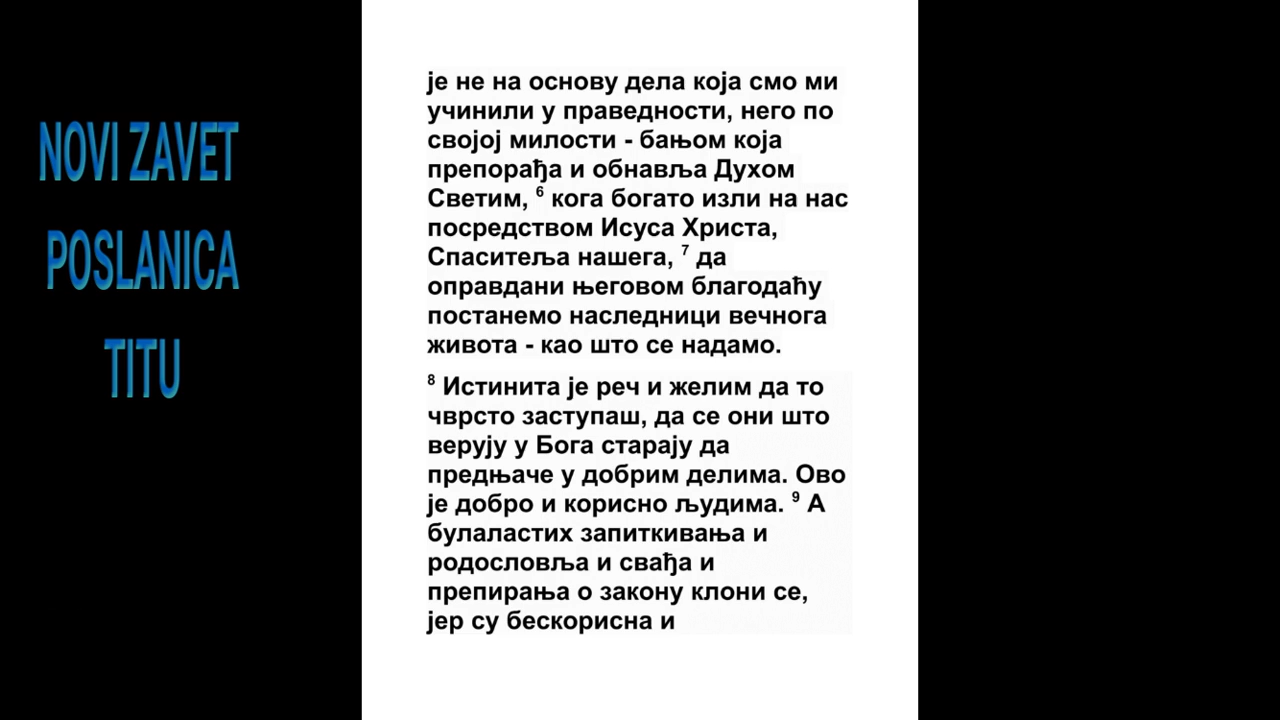 NOVI ZAVET
POSLANICA
TITU
је не на основу дела која смо ми
учинили у праведности, него по
својој милости - бањом која
препорађа и обнавља Духом
Светим, 6 кога богато изли на нас
посредством Исуса Христа,
Спаситеља нашега, 7 да
оправдани његовом благодаћу
постанемо наследници вечнога
живота - као што се надамо.
8 Истинита је реч и желим да то
чврсто заступаш, да се они што
верују у Бога старају да
предњаче у добрим делима. Ово
је добро и корисно људима. 9 А
булаластих запиткивања и
родословља и свађа и
препирања о закону клони се,
јер су бескорисна и